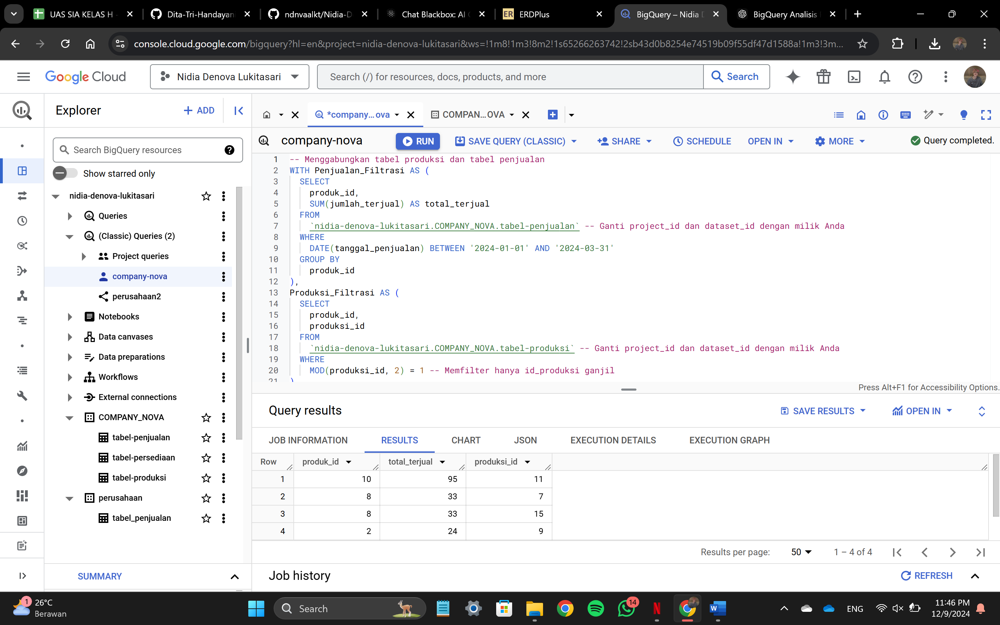 UAS SIA KELAS H -
Dita-Tri-Handayan
ndnvaalkt/Nidia-D
Chat Blackbox: AI C
ER ERDPlus
BigQuery – Nidia D
BigQuery Analisis
console.cloud.google.com/bigquery?hl=en&project=nidia-denova-lukitasari&ws=!1m8!1m3!8m2!1s65266263742!2sb43d0b8254e74519b09f55df47d1588a!1m3!3m...
Google Cloud
Nidia Denova Lukitasari
Search (/) for resources, docs, products, and more
Search
Explorer
+ ADD
*company...ova
COMPAN...OVA
Search BigQuery resources
Show starred only
nidia-denova-lukitasari
Queries
(Classic) Queries (2)
Project queries
company-nova
perusahaan2
Notebooks
Data canvases
Data preparations
Workflows
External connections
COMPANY_NOVA
tabel-penjualan
tabel-persediaan
tabel-produksi
perusahaan
tabel_penjualan
SUMMARY
company-nova
RUN
SAVE QUERY (CLASSIC)
SHARE
SCHEDULE
OPEN IN
MORE
Query completed.
1 -- Menggabungkan tabel produksi dan tabel penjualan
2 WITH Penjualan_Filtrasi AS (
3 SELECT
4 produk_id,
5 SUM(jumlah_terjual) AS total_terjual
6 FROM
7 `nidia-denova-lukitasari.COMPANY_NOVA.tabel-penjualan` -- Ganti project_id dan dataset_id dengan milik Anda
8 WHERE
9 DATE(tanggal_penjualan) BETWEEN '2024-01-01' AND '2024-03-31'
10 GROUP BY
11 produk_id
12 ),
13 Produksi_Filtrasi AS (
14 SELECT
15 produk_id,
16 produksi_id
17 FROM
18 `nidia-denova-lukitasari.COMPANY_NOVA.tabel-produksi` -- Ganti project_id dan dataset_id dengan milik Anda
19 WHERE
20 MOD(produksi_id, 2) = 1 -- Memfilter hanya id_produksi ganjil
21 )
Press Alt+F1 for Accessibility Options.
Query results
SAVE RESULTS
OPEN IN
JOB INFORMATION
RESULTS
CHART
JSON
EXECUTION DETAILS
EXECUTION GRAPH
Row produk_id total_terjual produksi_id
1 10 95 11
2 8 33 7
3 8 33 15
4 2 24 9
Results per page: 50 1 – 4 of 4
Job history
REFRESH
1
26°C
Berawan
Search
14
ENG
11:46 PM
12/9/2024